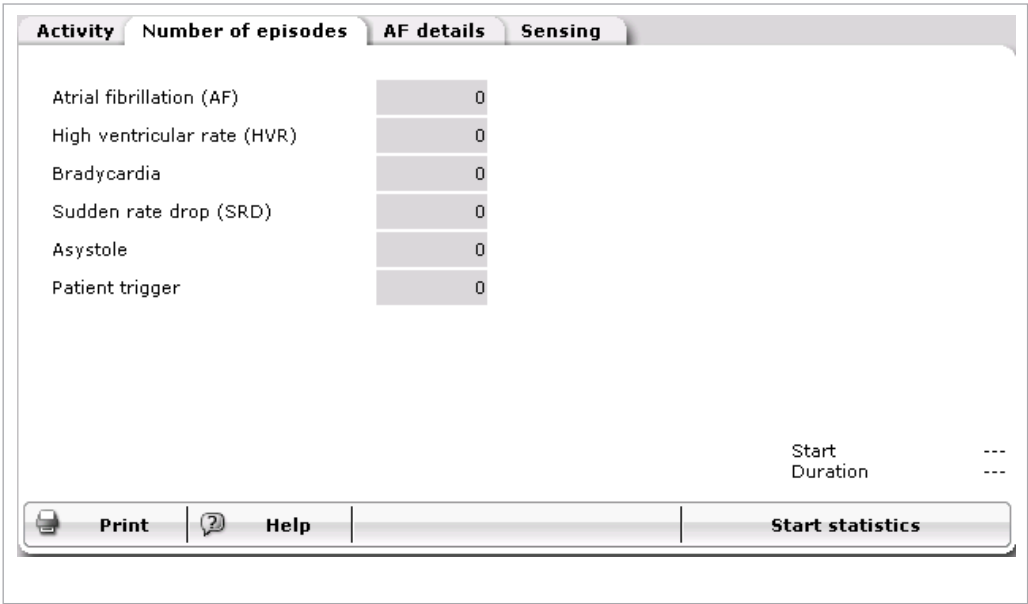 Activity Number of episodes AF details Sensing
Atrial fibrillation (AF) 0
High ventricular rate (HVR) 0
Bradycardia 0
Sudden rate drop (SRD) 0
Asystole 0
Patient trigger 0
Start ---
Duration ---
? Print Help Start statistics